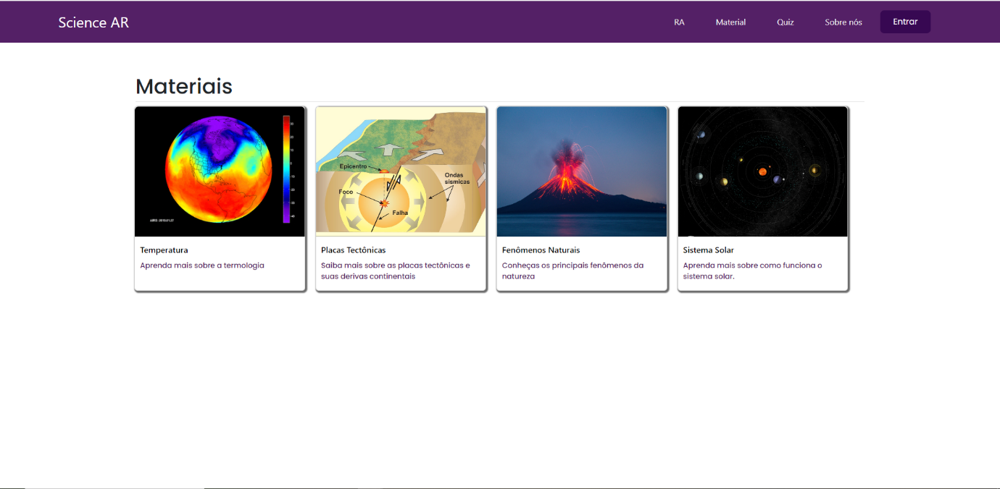 Science AR
RA
Material
Quiz
Sobre nós
Entrar
Materiais
Epicentro
Ondas
sísmicas
Foco
Falha
Temperatura
Aprenda mais sobre a termologia
Placas Tectônicas
Saiba mais sobre as placas tectônicas e
suas derivas continentais
Fenômenos Naturais
Conheças os principais fenômenos da
natureza
Sistema Solar
Aprenda mais sobre como funciona o
sistema solar.